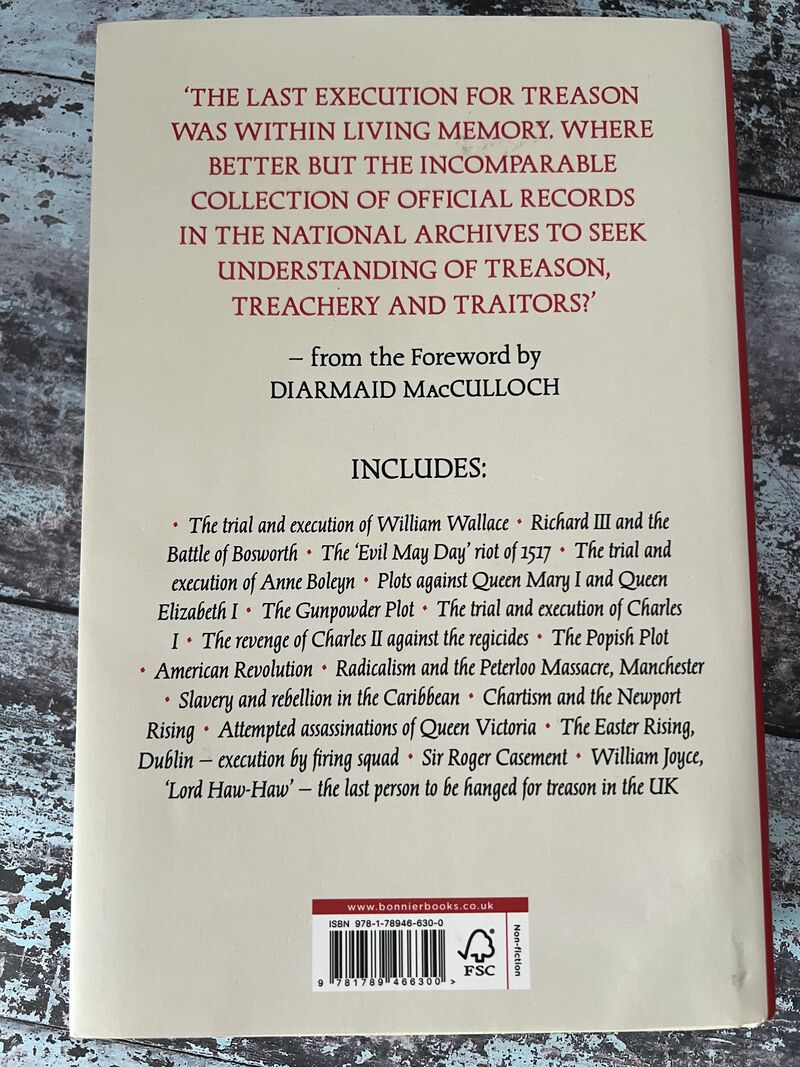 ‘THE LAST EXECUTION FOR TREASON
WAS WITHIN LIVING MEMORY. WHERE
BETTER BUT THE INCOMPARABLE
COLLECTION OF OFFICIAL RECORDS
IN THE NATIONAL ARCHIVES TO SEEK
UNDERSTANDING OF TREASON,
TREACHERY AND TRAITORS?’
– from the Foreword by
DIARMAID MacCULLOCH
INCLUDES:
• The trial and execution of William Wallace • Richard III and the
Battle of Bosworth • The ‘Evil May Day’ riot of 1517 • The trial and
execution of Anne Boleyn • Plots against Queen Mary I and Queen
Elizabeth I • The Gunpowder Plot • The trial and execution of Charles
I • The revenge of Charles II against the regicides • The Popish Plot
• American Revolution • Radicalism and the Peterloo Massacre, Manchester
• Slavery and rebellion in the Caribbean • Chartism and the Newport
Rising • Attempted assassinations of Queen Victoria • The Easter Rising,
Dublin – execution by firing squad • Sir Roger Casement • William Joyce,
‘Lord Haw-Haw’ – the last person to be hanged for treason in the UK
www.bonnierbooks.co.uk
ISBN 978-1-78946-630-0
9 781789 466300 >
FSC
Non-fiction